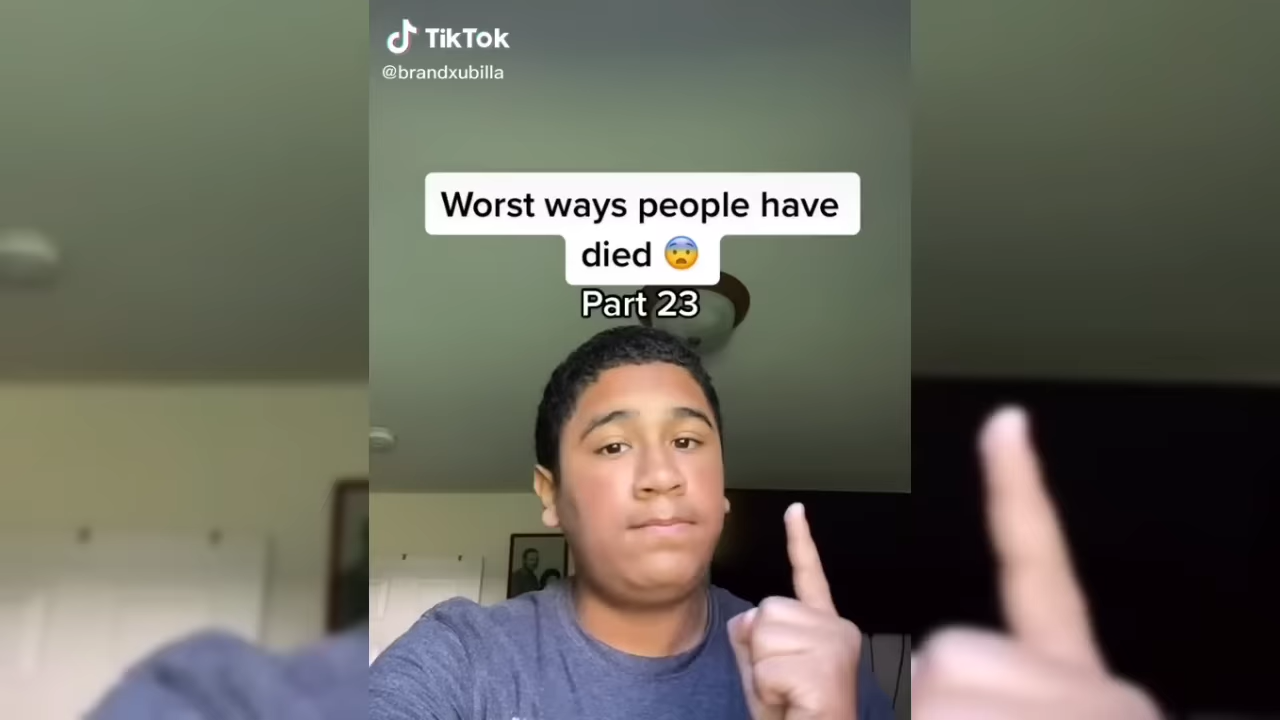 TikTok
@brandxubilla
Worst ways people have
died 😨
Part 23